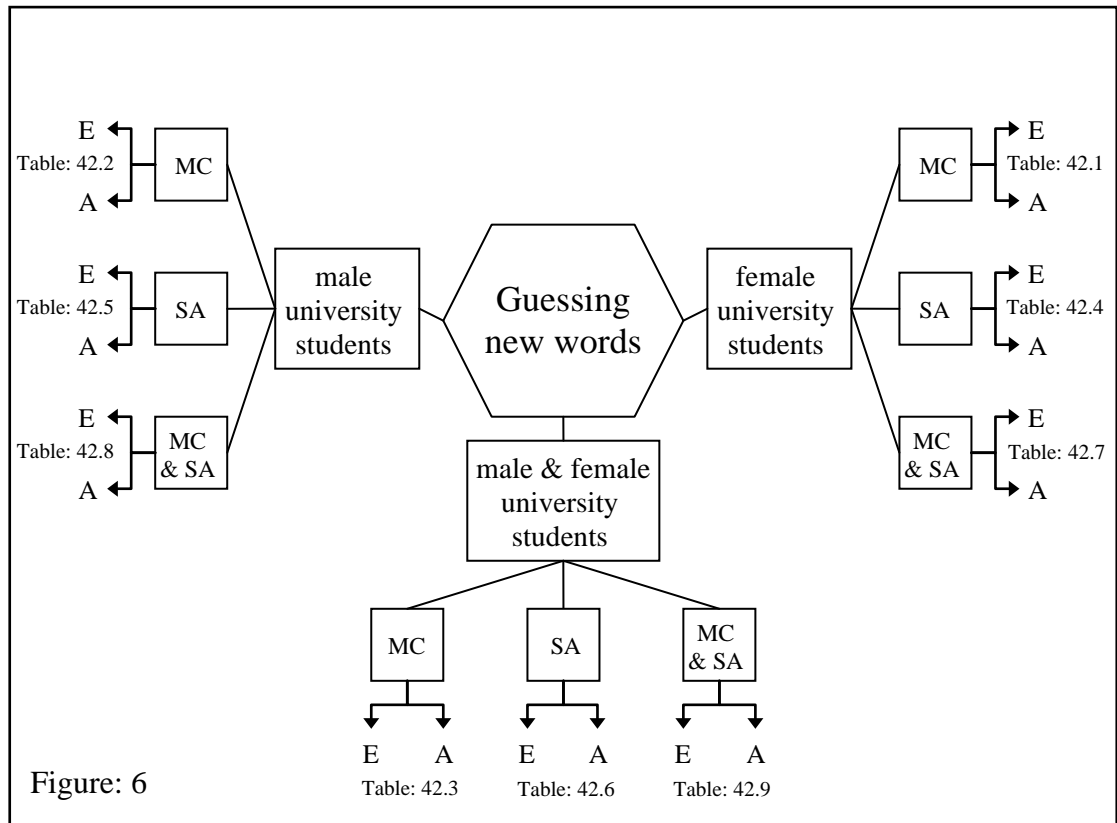 E
Table: 42.2
A
MC
E
Table: 42.5
A
SA
E
Table: 42.8
A
MC
& SA
male
university
students
Guessing
new words
female
university
students
MC
E
Table: 42.1
A
SA
E
Table: 42.4
A
MC
& SA
E
Table: 42.7
A
male & female
university
students
MC
SA
MC
& SA
E A
E A
E A
Table: 42.3
Table: 42.6
Table: 42.9
Figure: 6